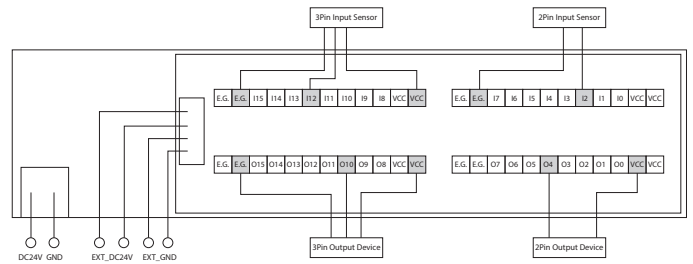 3Pin Input Sensor 2Pin Input Sensor
E.G. E.G. I15 I14 I13 I12 I11 I10 I9 I8 VCC VCC E.G. E.G. I7 I6 I5 I4 I3 I2 I1 I0 VCC VCC
E.G. E.G. O15 O14 O13 O12 O11 O10 O9 O8 VCC VCC E.G. E.G. O7 O6 O5 O4 O3 O2 O1 O0 VCC VCC
3Pin Output Device 2Pin Output Device
DC24V GND EXT_DC24V EXT_GND